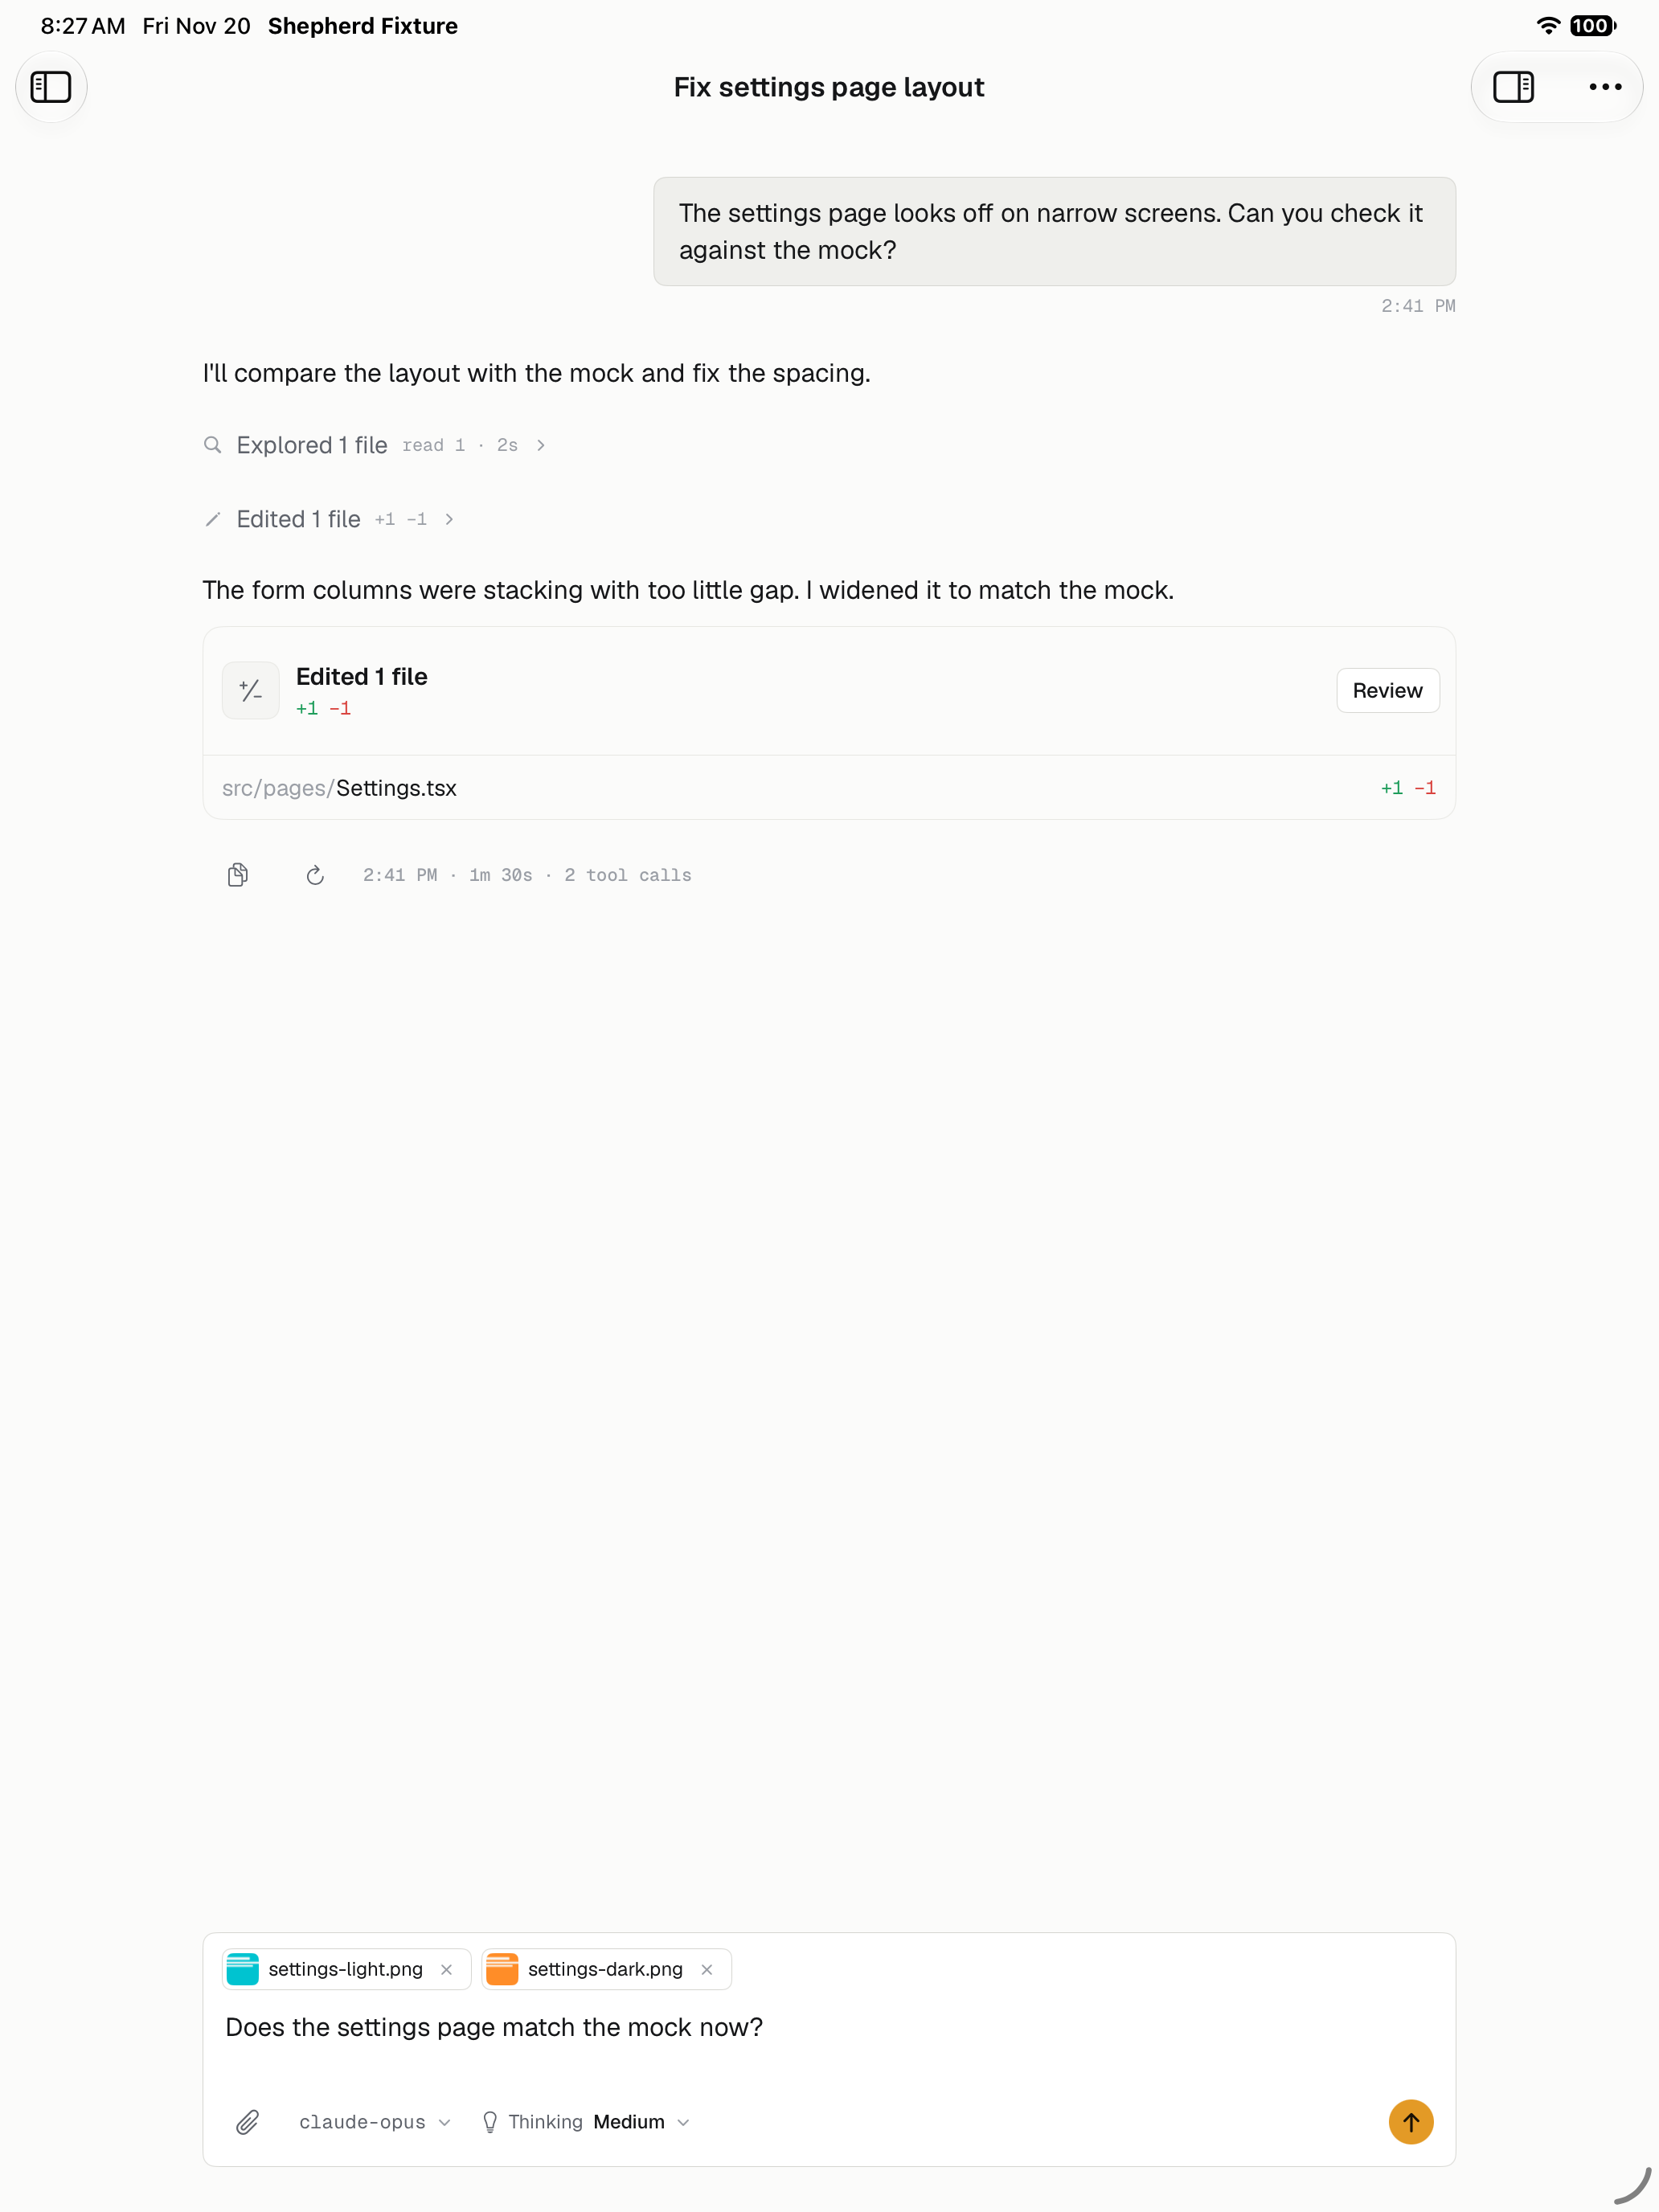 8:27 AM Fri Nov 20 Shepherd Fixture
100
Fix settings page layout
The settings page looks off on narrow screens. Can you check it
against the mock?
2:41 PM
I'll compare the layout with the mock and fix the spacing.
Explored 1 file read 1 · 2s
Edited 1 file +1 −1
The form columns were stacking with too little gap. I widened it to match the mock.
Edited 1 file
+1 −1
Review
src/pages/Settings.tsx +1 −1
2:41 PM · 1m 30s · 2 tool calls
settings-light.png settings-dark.png
Does the settings page match the mock now?
claude-opus Thinking Medium